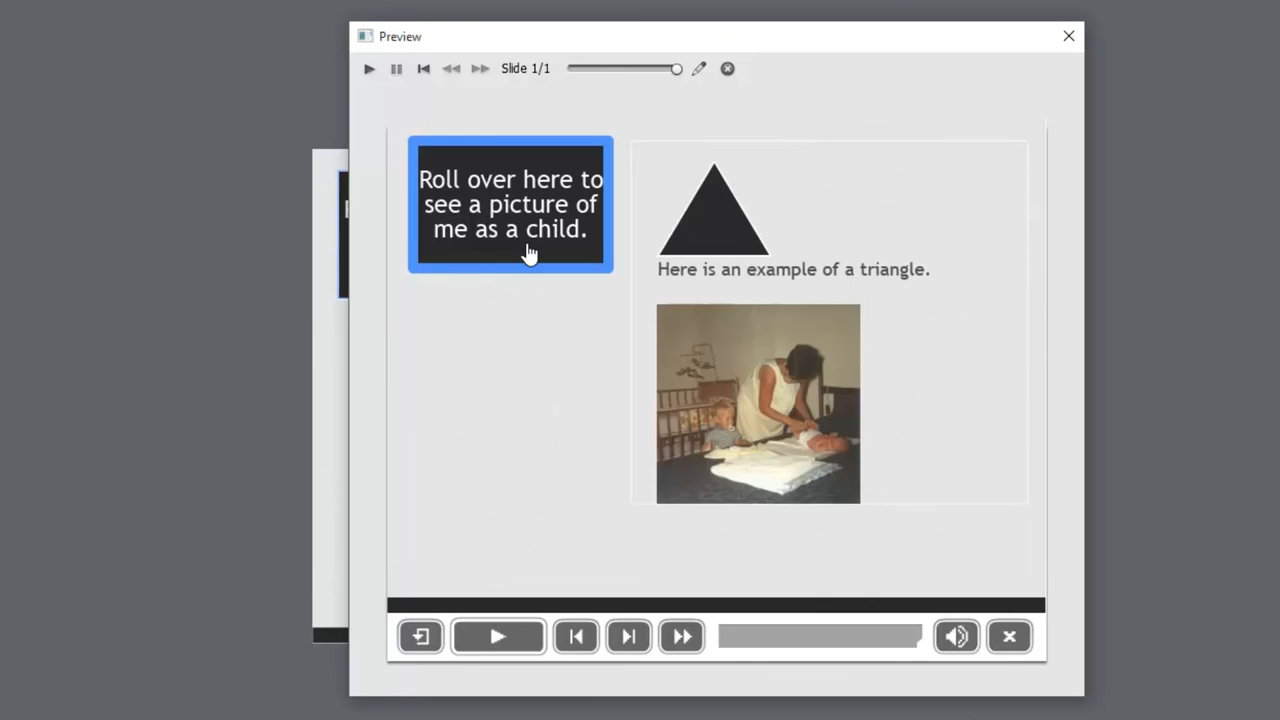 Preview
Slide 1/1
Roll over here to
see a picture of
me as a child.
Here is an example of a triangle.